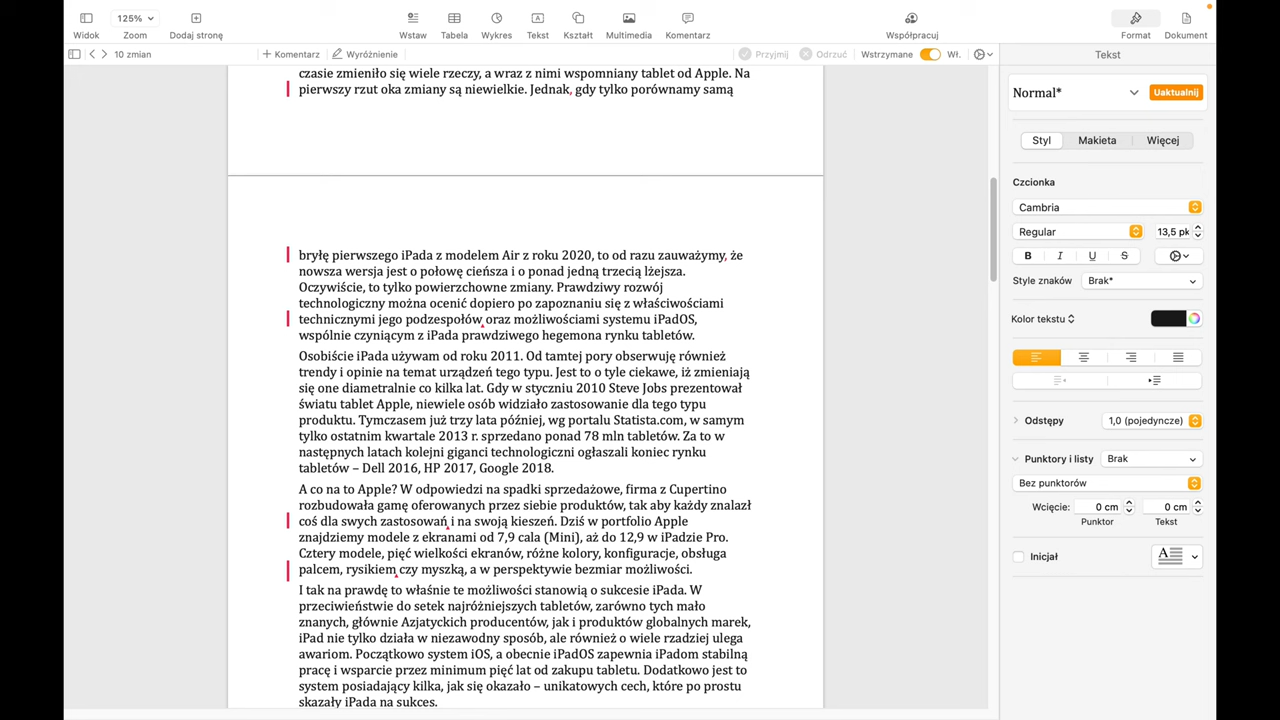 125%
Widok
Zoom
Dodaj stronę
Wstaw
Tabela
Wykres
Tekst
Kształt
Multimedia
Komentarz
Współpracuj
Format
Dokument
10 zmian
Komentarz
Wyróżnienie
Przyjmij
Odrzuć
Wstrzymane
Wł.
Tekst
czasie zmieniło się wiele rzeczy, a wraz z nimi wspomniany tablet od Apple. Na
pierwszy rzut oka zmiany są niewielkie. Jednak, gdy tylko porównamy samą
bryłę pierwszego iPada z modelem Air z roku 2020, to od razu zauważymy, że
nowsza wersja jest o połowę cieńsza i o ponad jedną trzecią lżejsza.
Oczywiście, to tylko powierzchowne zmiany. Prawdziwy rozwój
technologiczny można ocenić dopiero po zapoznaniu się z właściwościami
technicznymi jego podzespołów oraz możliwościami systemu iPadOS,
wspólnie czyniącym z iPada prawdziwego hegemona rynku tabletów.
Osobiście iPada używam od roku 2011. Od tamtej pory obserwuję również
trendy i opinie na temat urządzeń tego typu. Jest to o tyle ciekawe, iż zmieniają
się one diametralnie co kilka lat. Gdy w styczniu 2010 Steve Jobs prezentował
światu tablet Apple, niewiele osób widziało zastosowanie dla tego typu
produktu. Tymczasem już trzy lata później, wg portalu Statista.com, w samym
tylko ostatnim kwartale 2013 r. sprzedano ponad 78 mln tabletów. Za to w
następnych latach kolejni giganci technologiczni ogłaszali koniec rynku
tabletów – Dell 2016, HP 2017, Google 2018.
A co na to Apple? W odpowiedzi na spadki sprzedażowe, firma z Cupertino
rozbudowała gamę oferowanych przez siebie produktów, tak aby każdy znalazł
coś dla swych zastosowań i na swoją kieszeń. Dziś w portfolio Apple
znajdziemy modele z ekranami od 7,9 cala (Mini), aż do 12,9 w iPadzie Pro.
Cztery modele, pięć wielkości ekranów, różne kolory, konfiguracje, obsługa
palcem, rysikiem czy myszką, a w perspektywie bezmiar możliwości.
I tak na prawdę to właśnie te możliwości stanowią o sukcesie iPada. W
przeciwieństwie do setek najróżniejszych tabletów, zarówno tych mało
znanych, głównie Azjatyckich producentów, jak i produktów globalnych marek,
iPad nie tylko działa w niezawodny sposób, ale również o wiele rzadziej ulega
awariom. Początkowo system iOS, a obecnie iPadOS zapewnia iPadom stabilną
pracę i wsparcie przez minimum pięć lat od zakupu tabletu. Dodatkowo jest to
system posiadający kilka, jak się okazało – unikatowych cech, które po prostu
skazały iPada na sukces.
Normal*
Uaktualnij
Styl
Makieta
Więcej
Czcionka
Cambria
Regular
13,5 pk
B I U S
Style znaków
Brak*
Kolor tekstu
Odstępy
1,0 (pojedyncze)
Punktory i listy
Brak
Bez punktorów
Wcięcie:
0 cm
0 cm
Punktor
Tekst
Inicjał
A